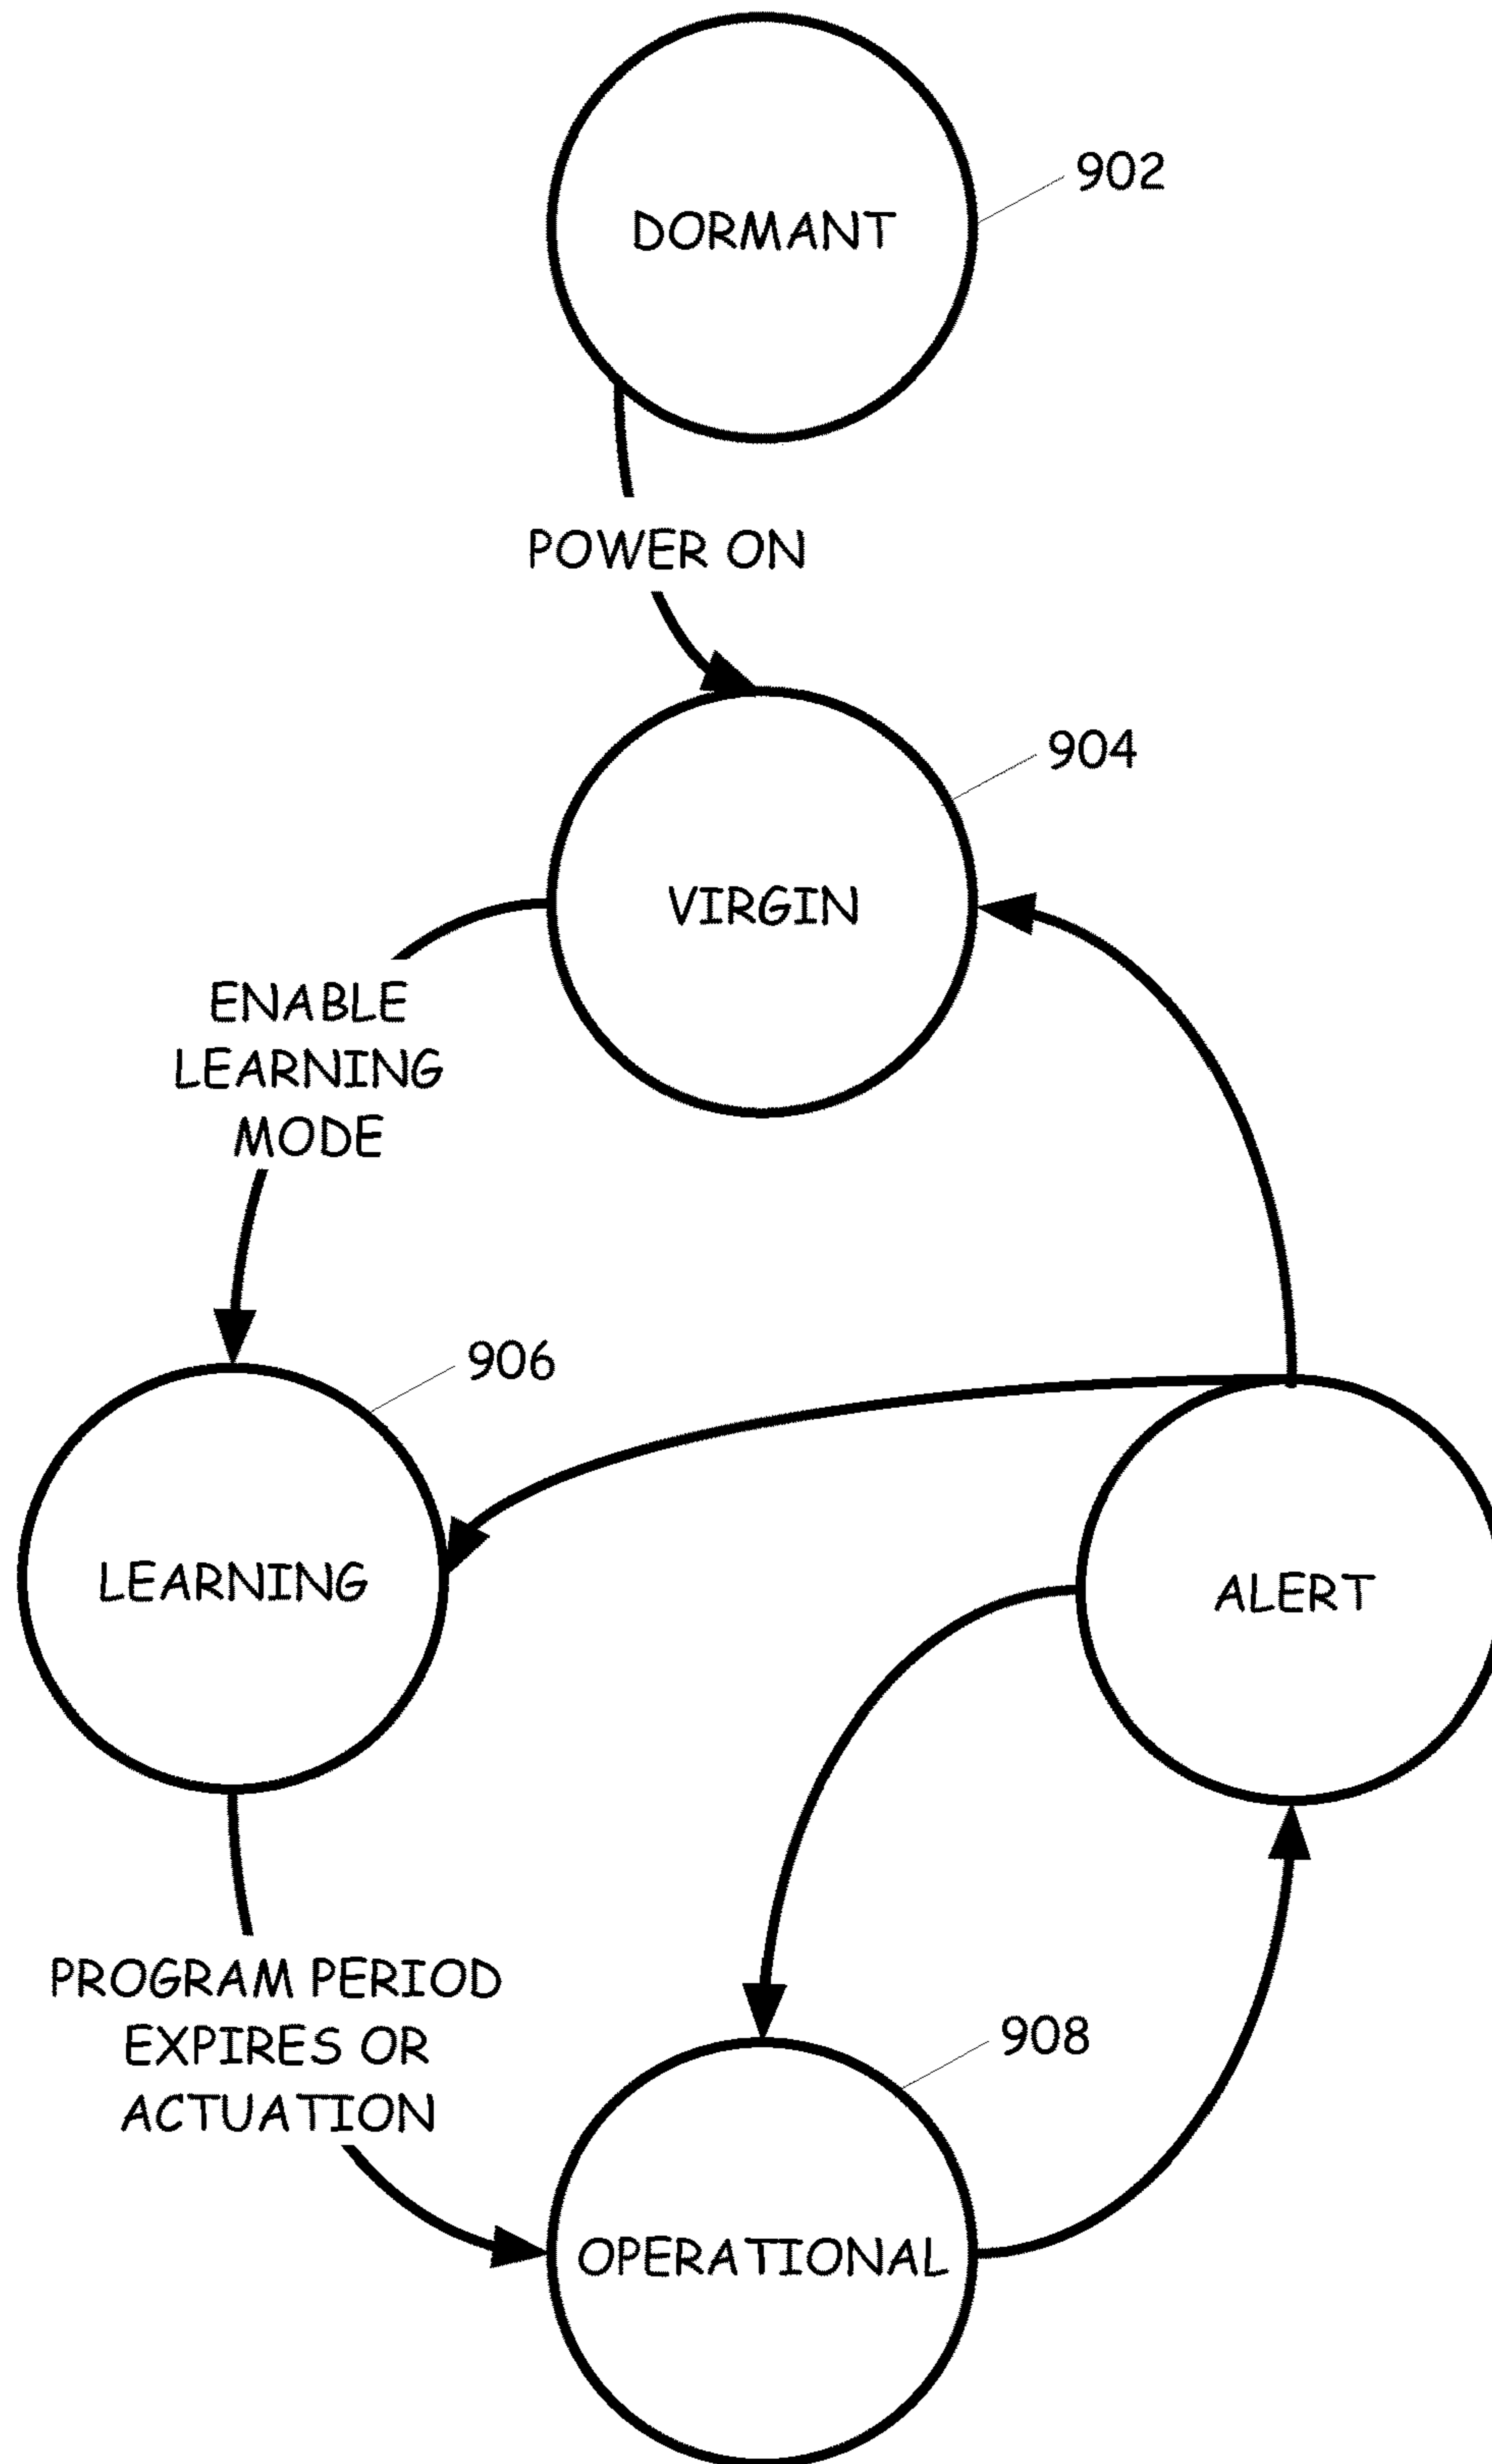 DORMANT
902
POWER ON
904
VIRGIN
ENABLE
LEARNING
MODE
906
LEARNING
ALERT
PROGRAM PERIOD
EXPIRES OR
ACTUATION
908
OPERATIONAL